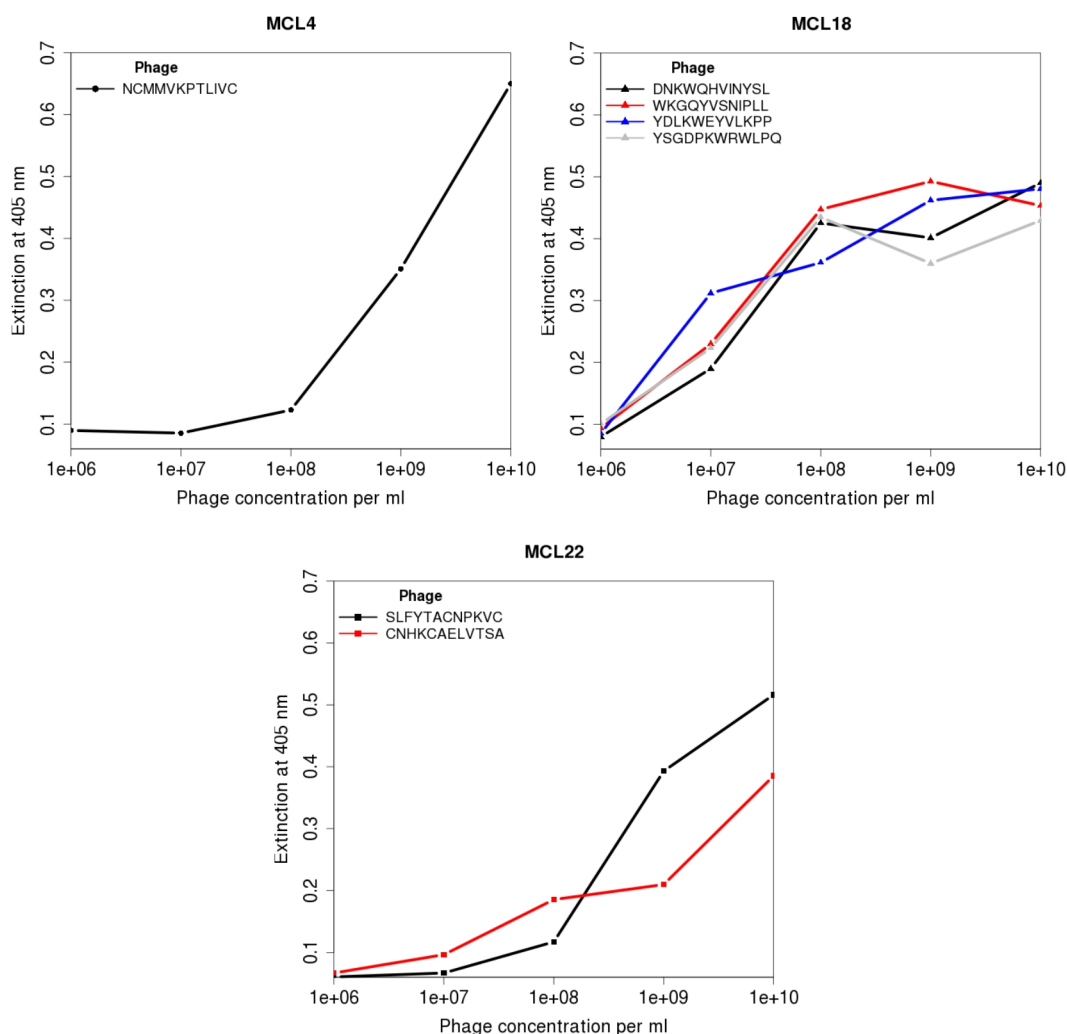 MCL4
Extinction at 405 nm
0.7
0.6
0.5
0.4
0.3
0.2
0.1
Phage
NCMMVKPTLIVC
1e+06 1e+07 1e+08 1e+09 1e+10
Phage concentration per ml
MCL18
Extinction at 405 nm
0.7
0.6
0.5
0.4
0.3
0.2
0.1
Phage
DNKWQHVINYSL
WKGQYVSNIPLL
YDLKWEYVLKPP
YSGDPKWRWLPQ
1e+06 1e+07 1e+08 1e+09 1e+10
Phage concentration per ml
MCL22
Extinction at 405 nm
0.7
0.6
0.5
0.4
0.3
0.2
0.1
Phage
SLFYTACNPKVC
CNHKCAELVTSA
1e+06 1e+07 1e+08 1e+09 1e+10
Phage concentration per ml